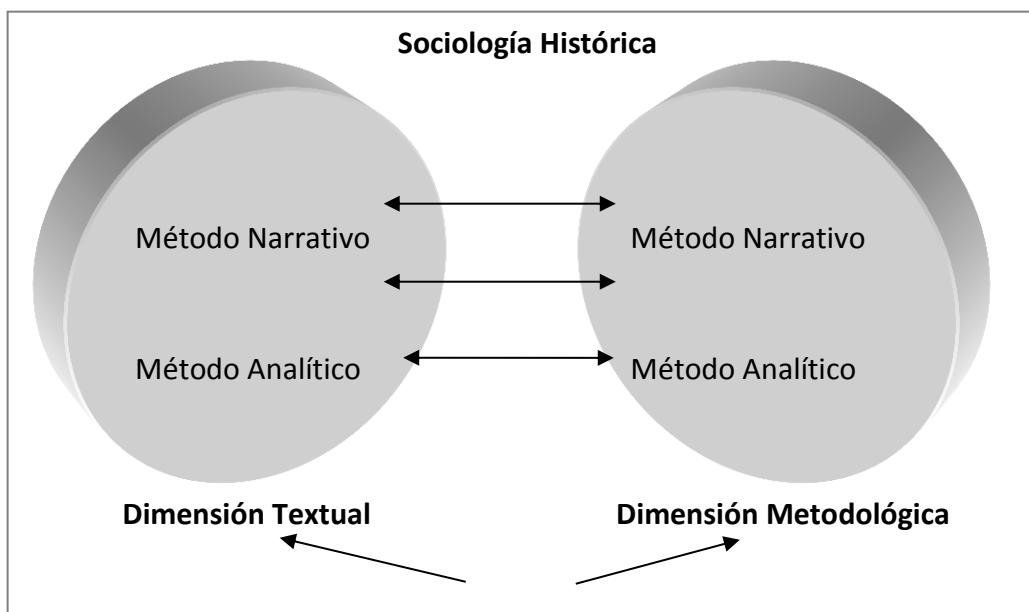 Sociología Histórica
Método Narrativo
Método Narrativo
Método Analítico
Método Analítico
Dimensión Textual
Dimensión Metodológica